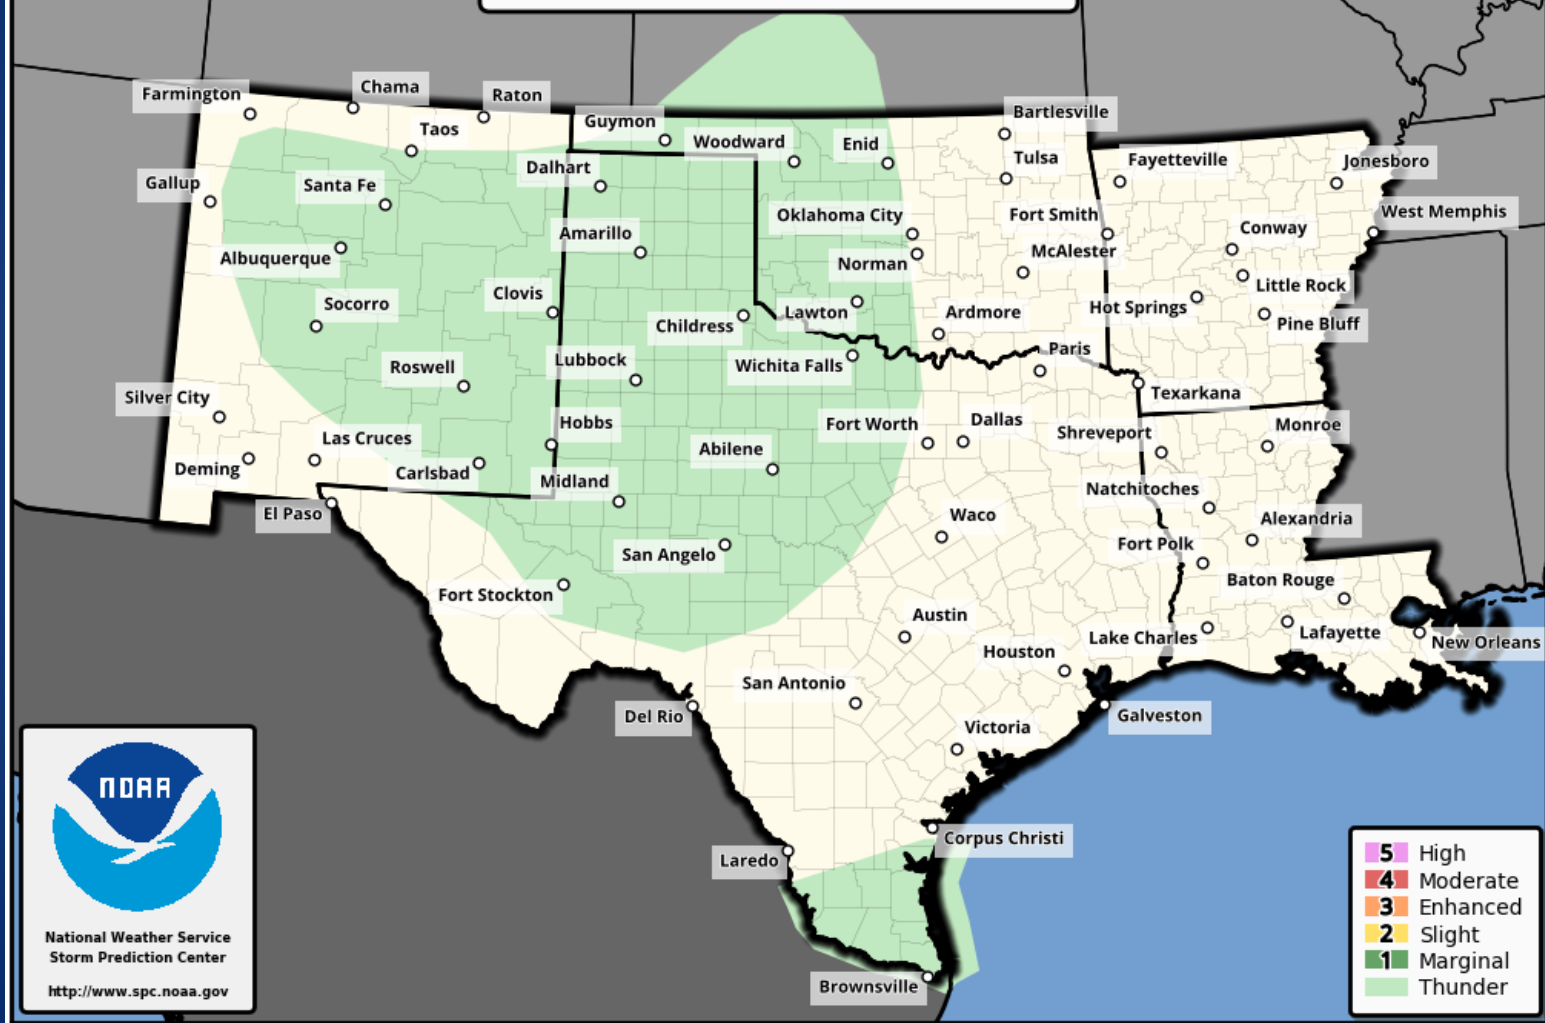 Farmington
Chama
Raton
Taos
Guymon
Woodward
Enid
Bartlesville
Tulsa
Fayetteville
Jonesboro
Gallup
Santa Fe
Dalhart
Oklahoma City
Fort Smith
West Memphis
Albuquerque
Amarillo
Norman
McAlester
Conway
Socorro
Clovis
Childress
Lawton
Ardmore
Hot Springs
Little Rock
Pine Bluff
Roswell
Lubbock
Wichita Falls
Paris
Silver City
Texarkana
Las Cruces
Hobbs
Fort Worth
Dallas
Shreveport
Monroe
Deming
Carlsbad
Midland
Abilene
Natchitoches
El Paso
Waco
Alexandria
San Angelo
Fort Polk
Fort Stockton
Baton Rouge
Austin
Lake Charles
Lafayette
New Orleans
Houston
San Antonio
Del Rio
Galveston
Victoria
Corpus Christi
Laredo
Brownsville
NOAA
National Weather Service
Storm Prediction Center
http://www.spc.noaa.gov
5 High
4 Moderate
3 Enhanced
2 Slight
1 Marginal
Thunder